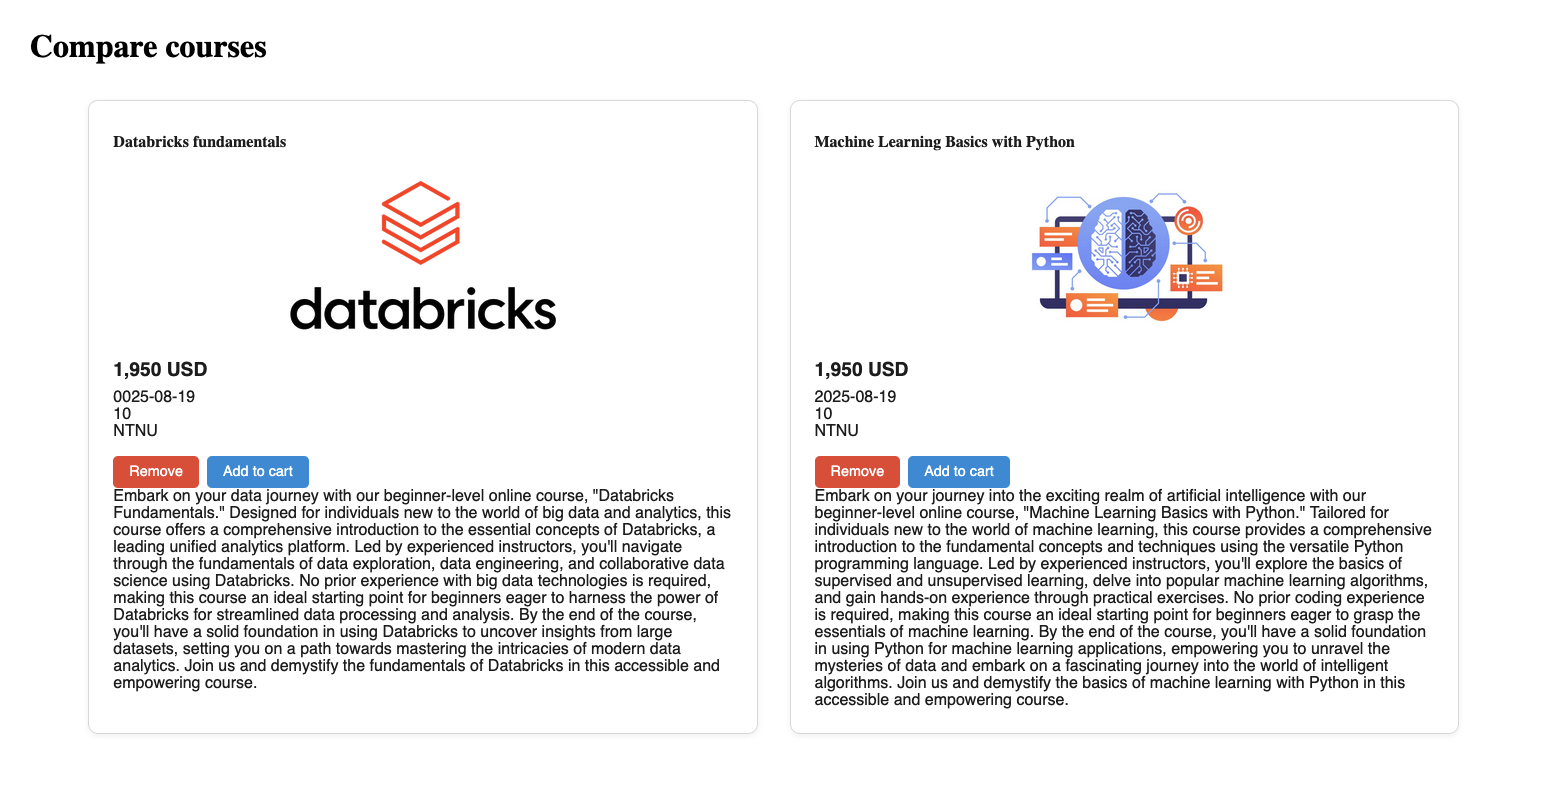 Compare courses
Databricks fundamentals
databricks
1,950 USD
0025-08-19
10
NTNU
Remove
Add to cart
Embark on your data journey with our beginner-level online course, "Databricks
Fundamentals." Designed for individuals new to the world of big data and analytics, this
course offers a comprehensive introduction to the essential concepts of Databricks, a
leading unified analytics platform. Led by experienced instructors, you'll navigate
through the fundamentals of data exploration, data engineering, and collaborative data
science using Databricks. No prior experience with big data technologies is required,
making this course an ideal starting point for beginners eager to harness the power of
Databricks for streamlined data processing and analysis. By the end of the course,
you'll have a solid foundation in using Databricks to uncover insights from large
datasets, setting you on a path towards mastering the intricacies of modern data
analytics. Join us and demystify the fundamentals of Databricks in this accessible and
empowering course.
Machine Learning Basics with Python
1,950 USD
2025-08-19
10
NTNU
Remove
Add to cart
Embark on your journey into the exciting realm of artificial intelligence with our
beginner-level online course, "Machine Learning Basics with Python." Tailored for
individuals new to the world of machine learning, this course provides a comprehensive
introduction to the fundamental concepts and techniques using the versatile Python
programming language. Led by experienced instructors, you'll explore the basics of
supervised and unsupervised learning, delve into popular machine learning algorithms,
and gain hands-on experience through practical exercises. No prior coding experience
is required, making this course an ideal starting point for beginners eager to grasp the
essentials of machine learning. By the end of the course, you'll have a solid foundation
in using Python for machine learning applications, empowering you to unravel the
mysteries of data and embark on a fascinating journey into the world of intelligent
algorithms. Join us and demystify the basics of machine learning with Python in this
accessible and empowering course.